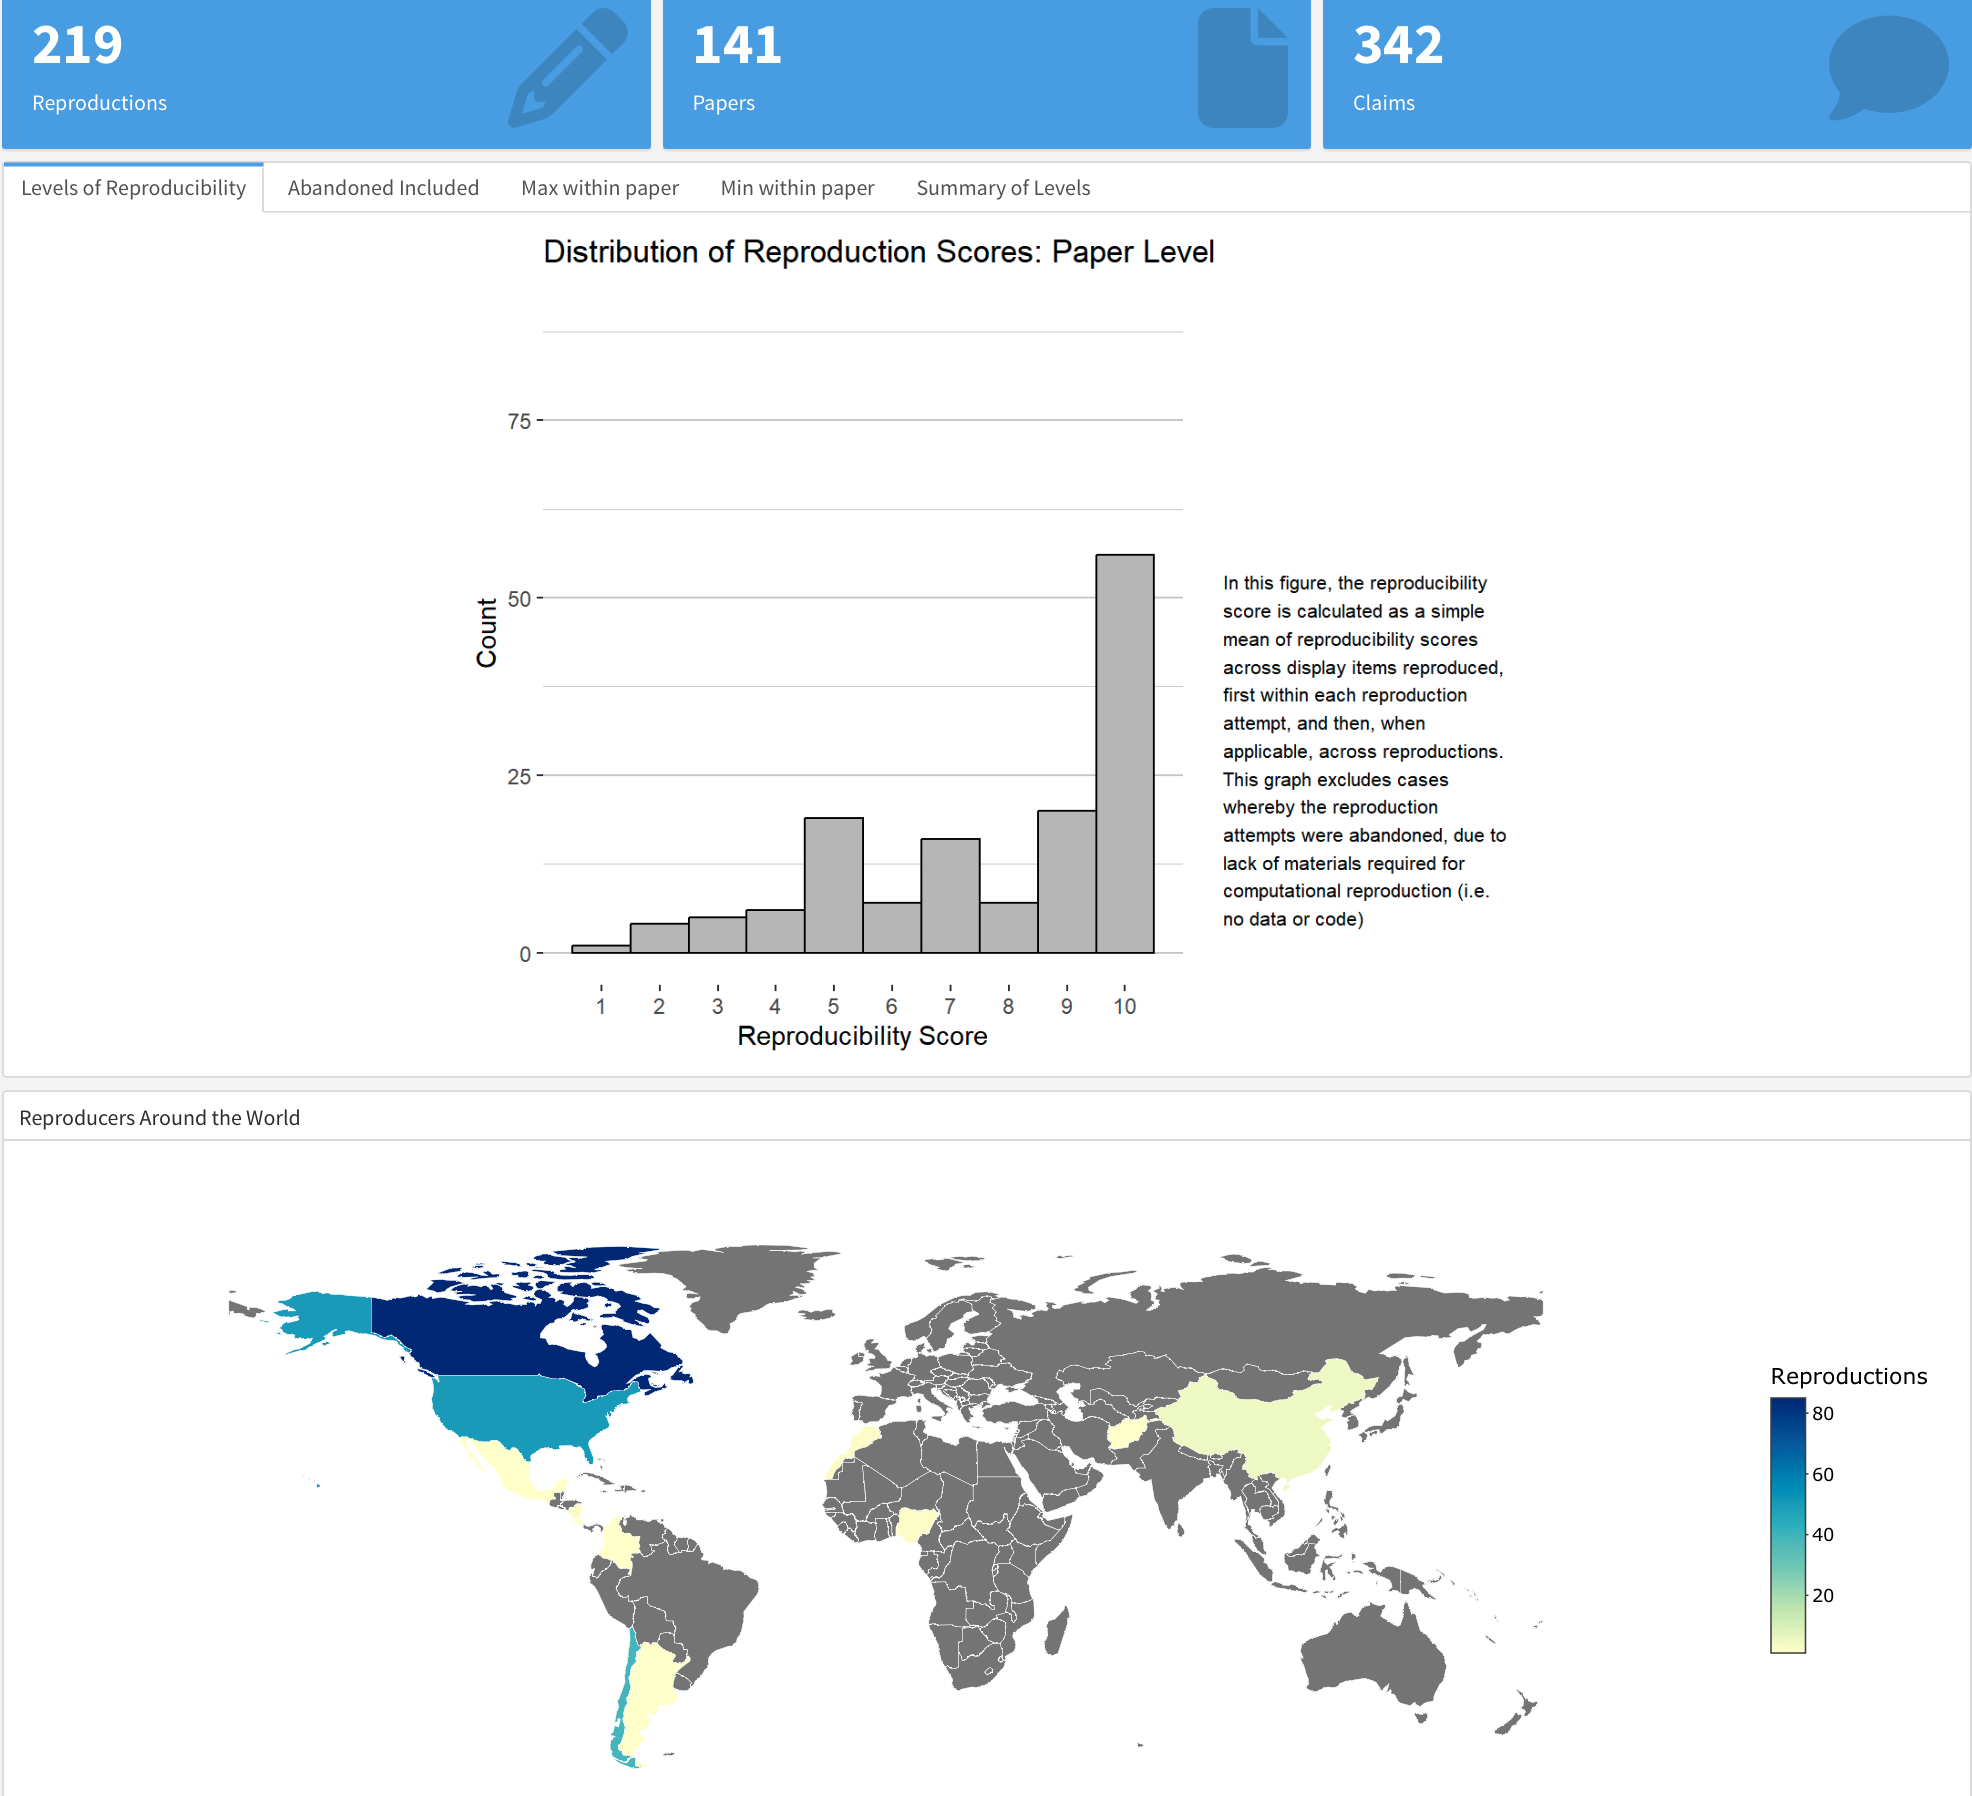 219
Reproductions
141
Papers
342
Claims
Levels of Reproducibility
Abandoned Included
Max within paper
Min within paper
Summary of Levels
Distribution of Reproduction Scores: Paper Level
75
50
25
0
Count
1 2 3 4 5 6 7 8 9 10
Reproducibility Score
In this figure, the reproducibility
score is calculated as a simple
mean of reproducibility scores
across display items reproduced,
first within each reproduction
attempt, and then, when
applicable, across reproductions.
This graph excludes cases
whereby the reproduction
attempts were abandoned, due to
lack of materials required for
computational reproduction (i.e.
no data or code)
Reproducers Around the World
Reproductions
80
60
40
20